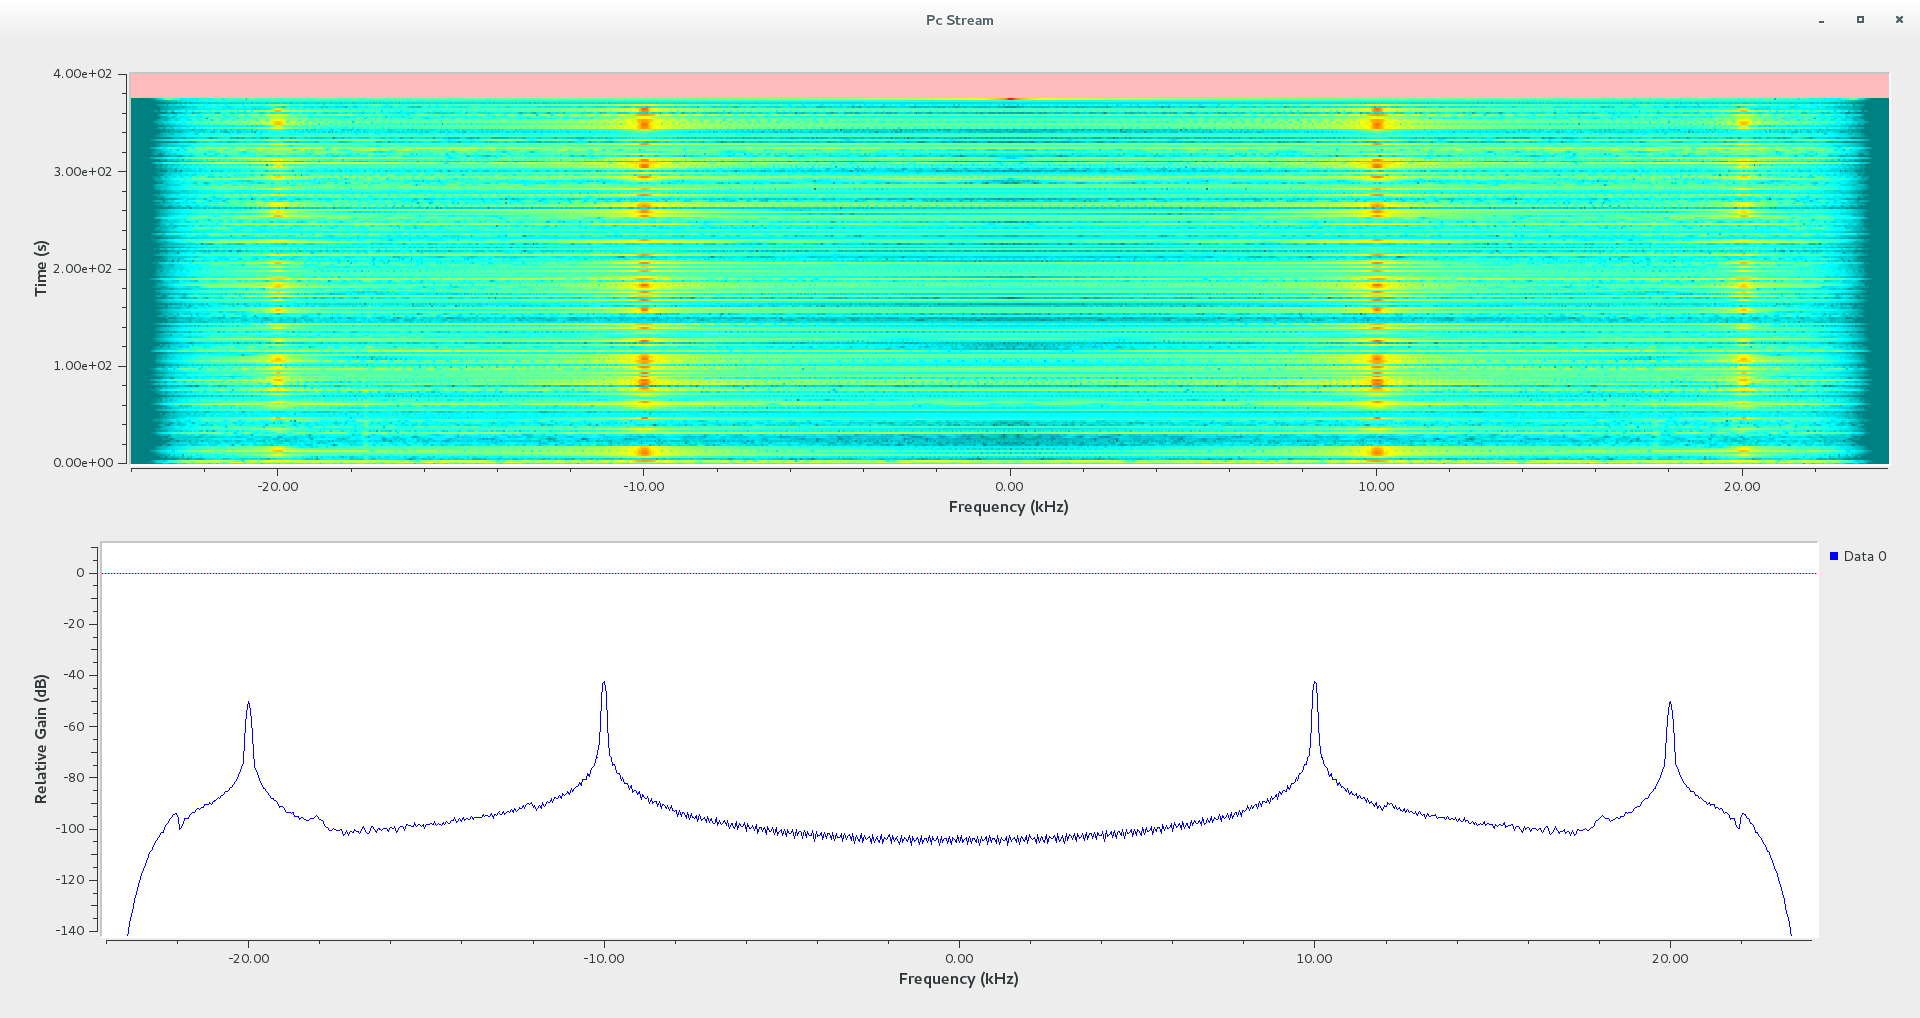 Pc Stream
4.00e+02
3.00e+02
2.00e+02
1.00e+02
0.00e+00
Time (s)
-20.00 -10.00 0.00 10.00 20.00
Frequency (kHz)
Data 0
0
-20
-40
-60
-80
-100
-120
-140
Relative Gain (dB)
-20.00 -10.00 0.00 10.00 20.00
Frequency (kHz)